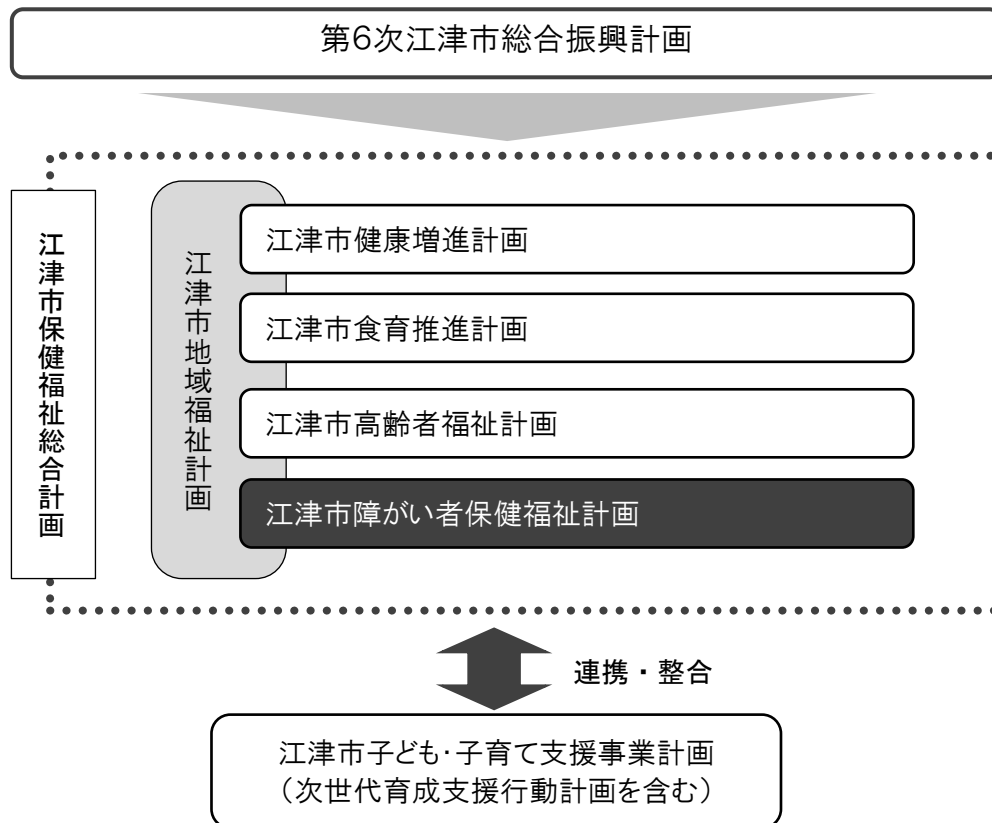 第6次江津市総合振興計画
江津市保健福祉総合計画
江津市地域福祉計画
江津市健康増進計画
江津市食育推進計画
江津市高齢者福祉計画
江津市障がい者保健福祉計画
連携・整合
江津市子ども・子育て支援事業計画
（次世代育成支援行動計画を含む）